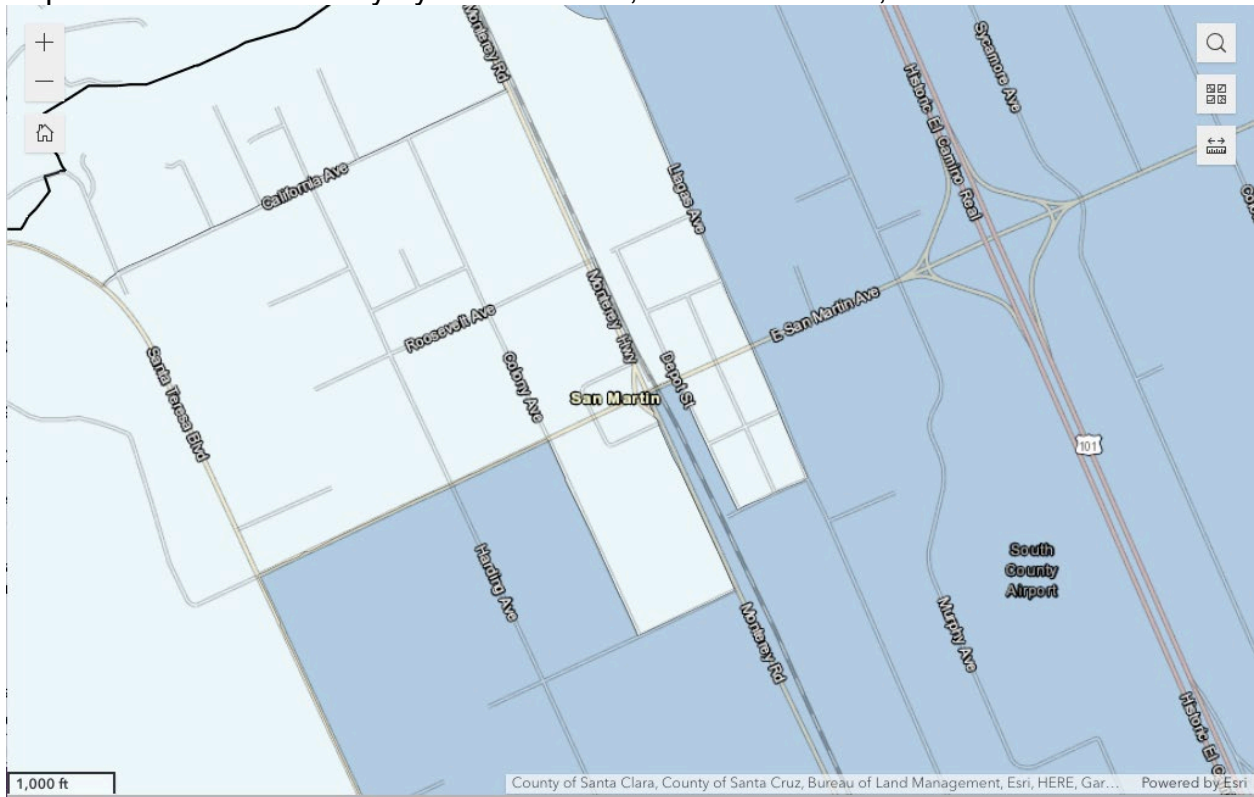 Monterey Rd
Sycamore Ave
Historic El Camino Real
California Ave
Llagas Ave
Monterey Hwy
E San Martin Ave
Roosevelt Ave
Santa Teresa Blvd
Colony Ave
Depot St
San Martin
101
Harding Ave
South
County
Airport
Murphy Ave
Monterey Rd
Historic El
1,000 ft
County of Santa Clara, County of Santa Cruz, Bureau of Land Management, Esri, HERE, Gar...
Powered by Esri